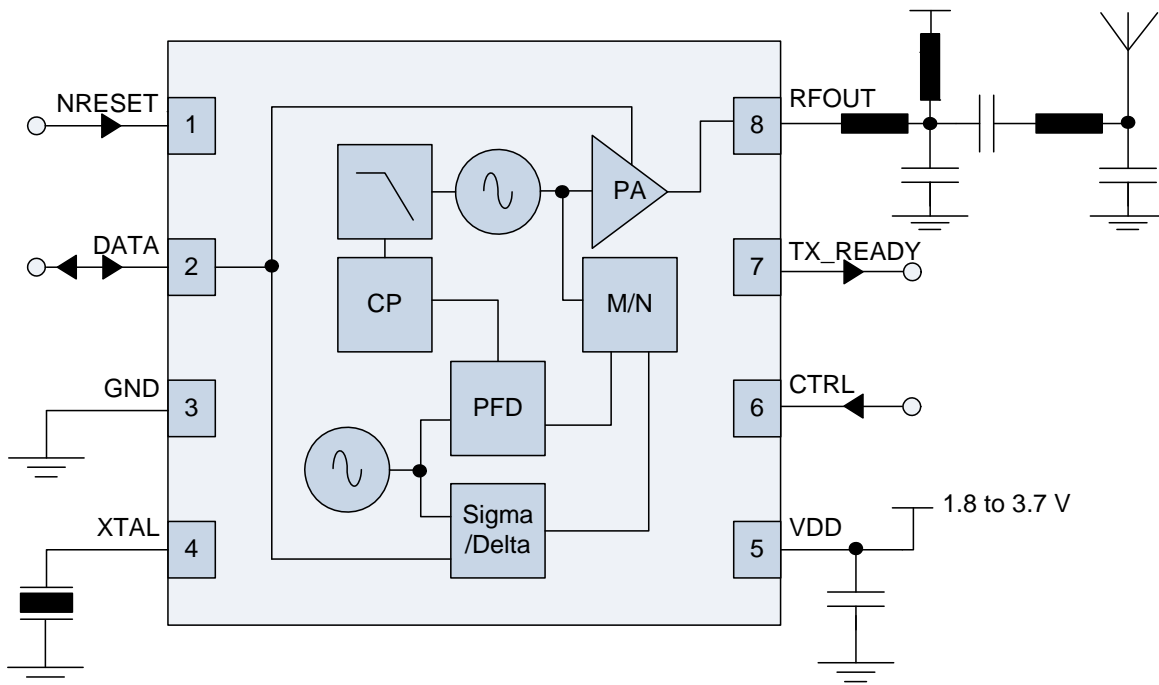 NRESET
1
RFOUT
8
PA
DATA
2
TX_READY
7
CP
M/N
GND
3
CTRL
6
PFD
XTAL
4
Sigma
/Delta
VDD
5
1.8 to 3.7 V